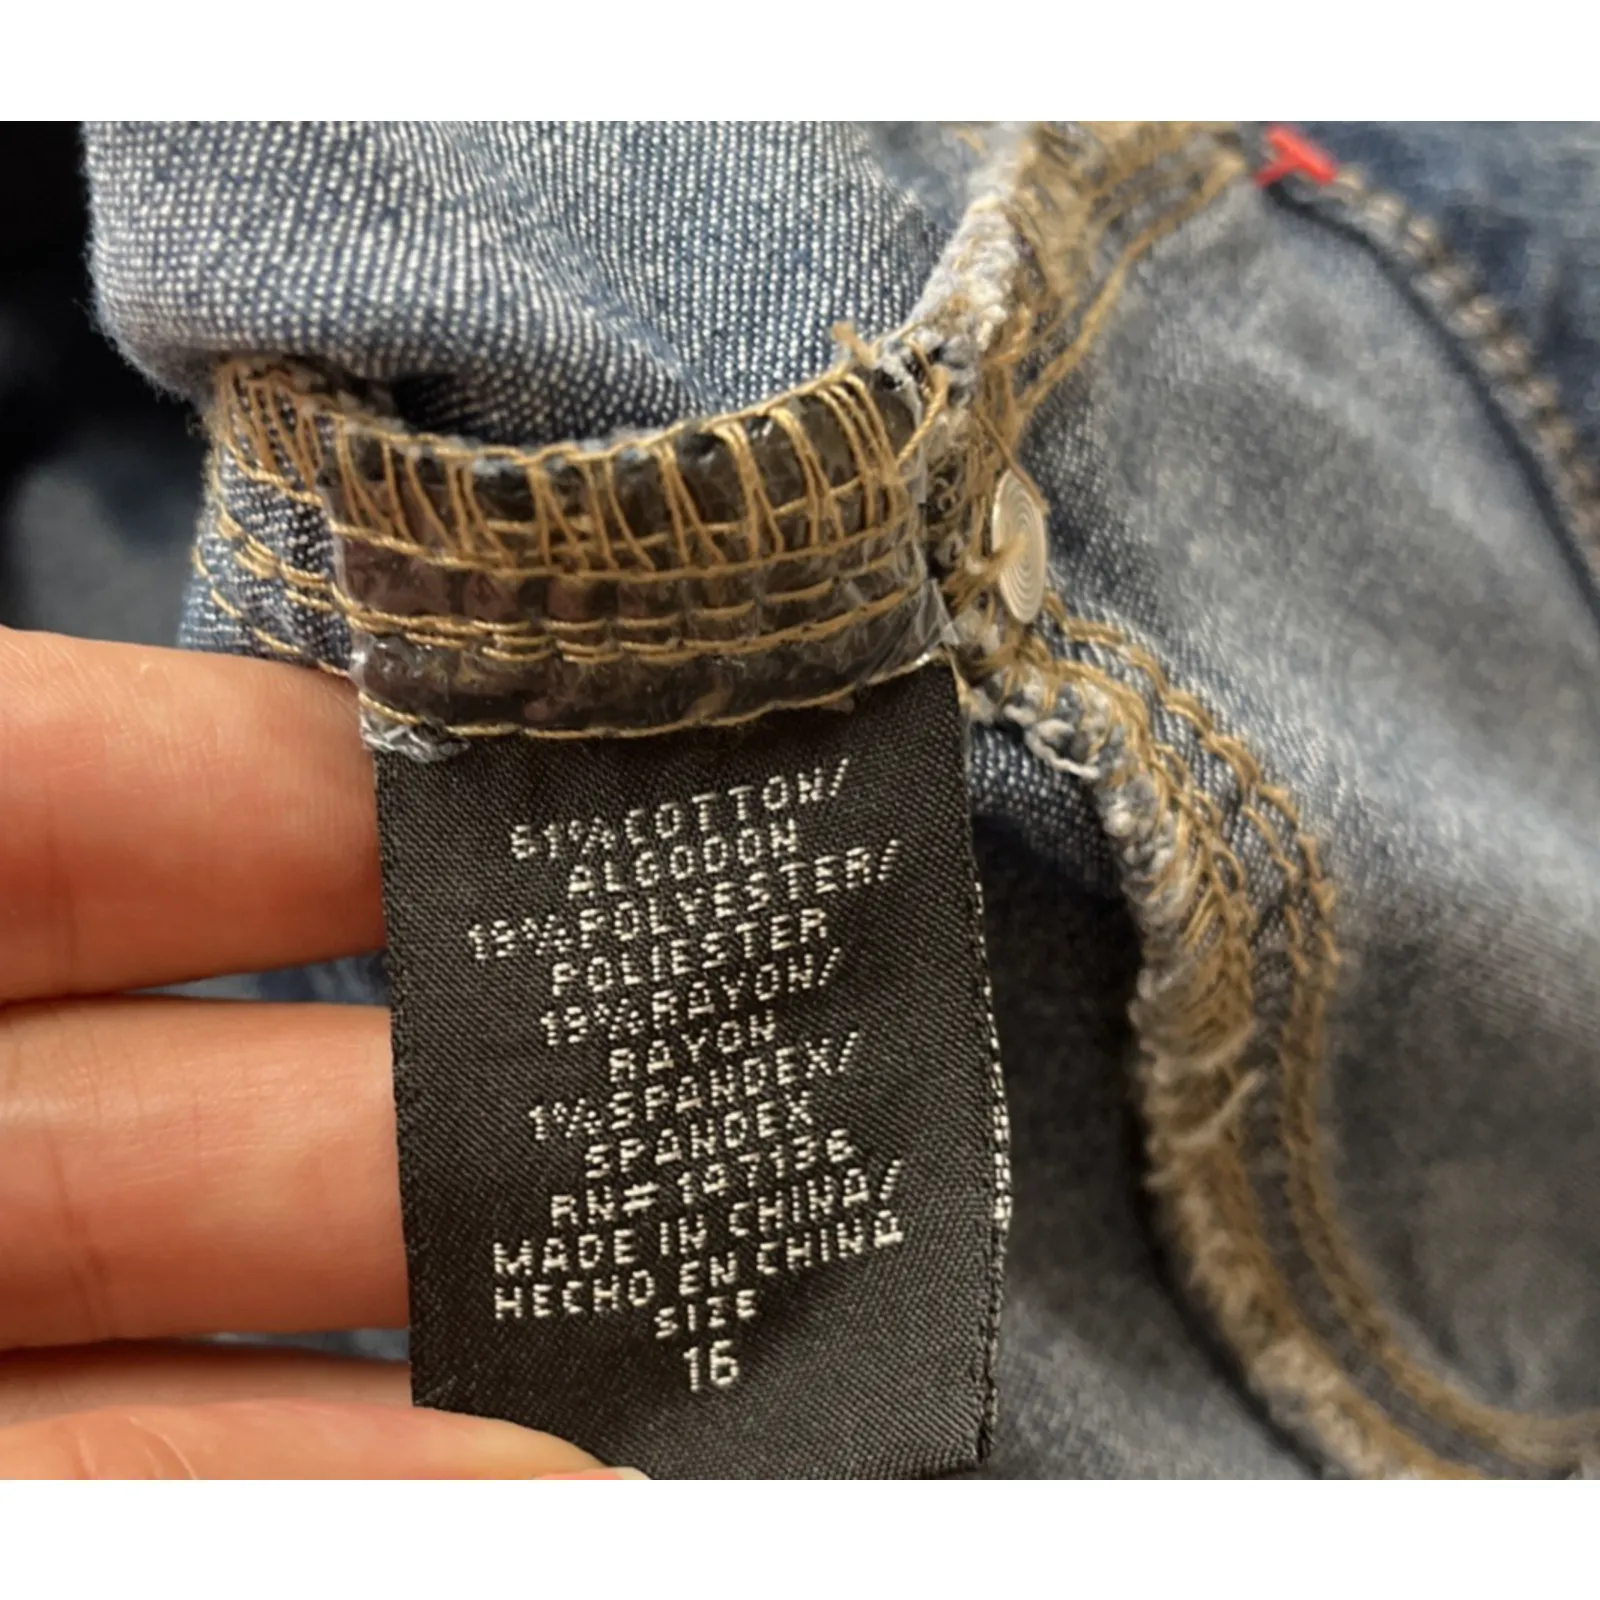 61%COTTON/
ALGODON
19%POLYESTER/
POLIESTER
19%RAYON/
RAYON
1%SPANDEX/
SPANDEX
RN#147136
MADE IN CHINA/
HECHO EN CHINA
SIZE
16